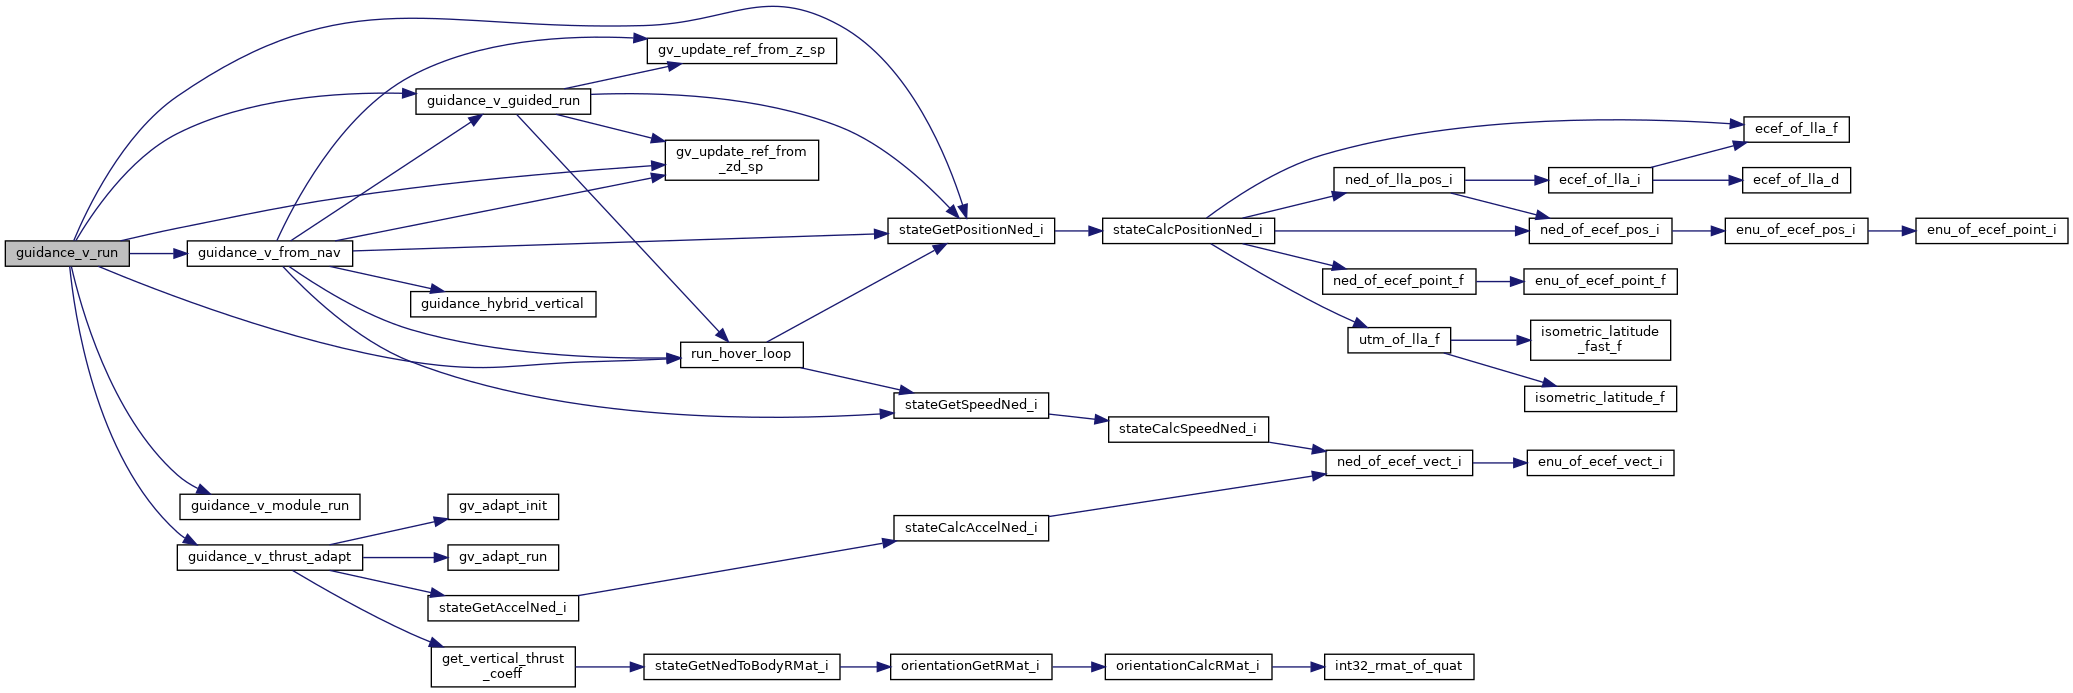 guidance_v_run
guidance_v_from_nav
guidance_v_module_run
guidance_v_thrust_adapt
guidance_v_guided_run
guidance_hybrid_vertical
gv_adapt_init
gv_adapt_run
stateGetAccelNed_i
get_vertical_thrust
_coeff
gv_update_ref_from_z_sp
gv_update_ref_from
_zd_sp
run_hover_loop
stateGetNedToBodyRMat_i
stateGetPositionNed_i
stateGetSpeedNed_i
stateCalcAccelNed_i
orientationGetRMat_i
stateCalcPositionNed_i
stateCalcSpeedNed_i
orientationCalcRMat_i
ned_of_lla_pos_i
ned_of_ecef_point_f
utm_of_lla_f
ned_of_ecef_vect_i
int32_rmat_of_quat
ecef_of_lla_i
ned_of_ecef_pos_i
enu_of_ecef_point_f
isometric_latitude
_fast_f
isometric_latitude_f
enu_of_ecef_vect_i
ecef_of_lla_f
ecef_of_lla_d
enu_of_ecef_pos_i
enu_of_ecef_point_i